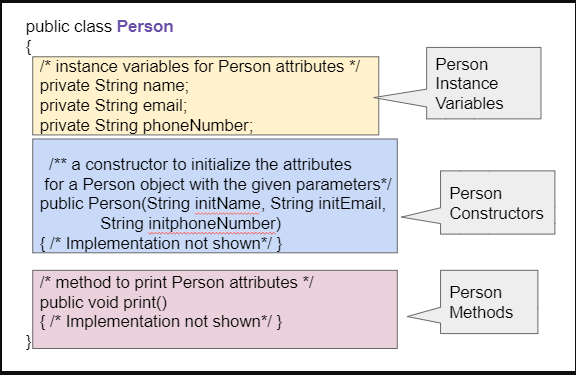 public class Person
{
/* instance variables for Person attributes */
private String name;
private String email;
private String phoneNumber;
Person
Instance
Variables
/** a constructor to initialize the attributes
for a Person object with the given parameters*/
public Person(String initName, String initEmail,
String initphoneNumber)
{ /* Implementation not shown*/ }
Person
Constructors
/* method to print Person attributes */
public void print()
{ /* Implementation not shown*/ }
Person
Methods
}